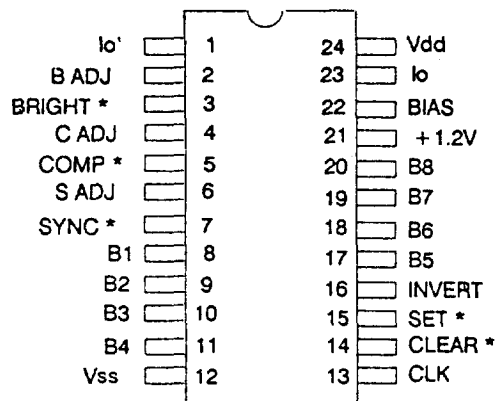 Io' 1 24 Vdd
B ADJ 2 23 Io
BRIGHT * 3 22 BIAS
C ADJ 4 21 +1.2V
COMP * 5 20 B8
S ADJ 6 19 B7
SYNC * 7 18 B6
B1 8 17 B5
B2 9 16 INVERT
B3 10 15 SET *
B4 11 14 CLEAR *
Vss 12 13 CLK